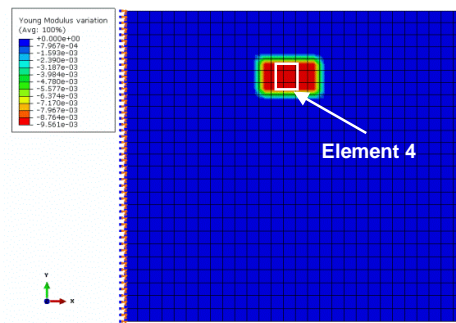 Young Modulus variation
(Avg: 100%)
+0.000e+00
-7.967e-04
-1.593e-03
-2.390e-03
-3.187e-03
-3.984e-03
-4.780e-03
-5.577e-03
-6.374e-03
-7.170e-03
-7.967e-03
-8.764e-03
-9.561e-03
Element 4
Y
X